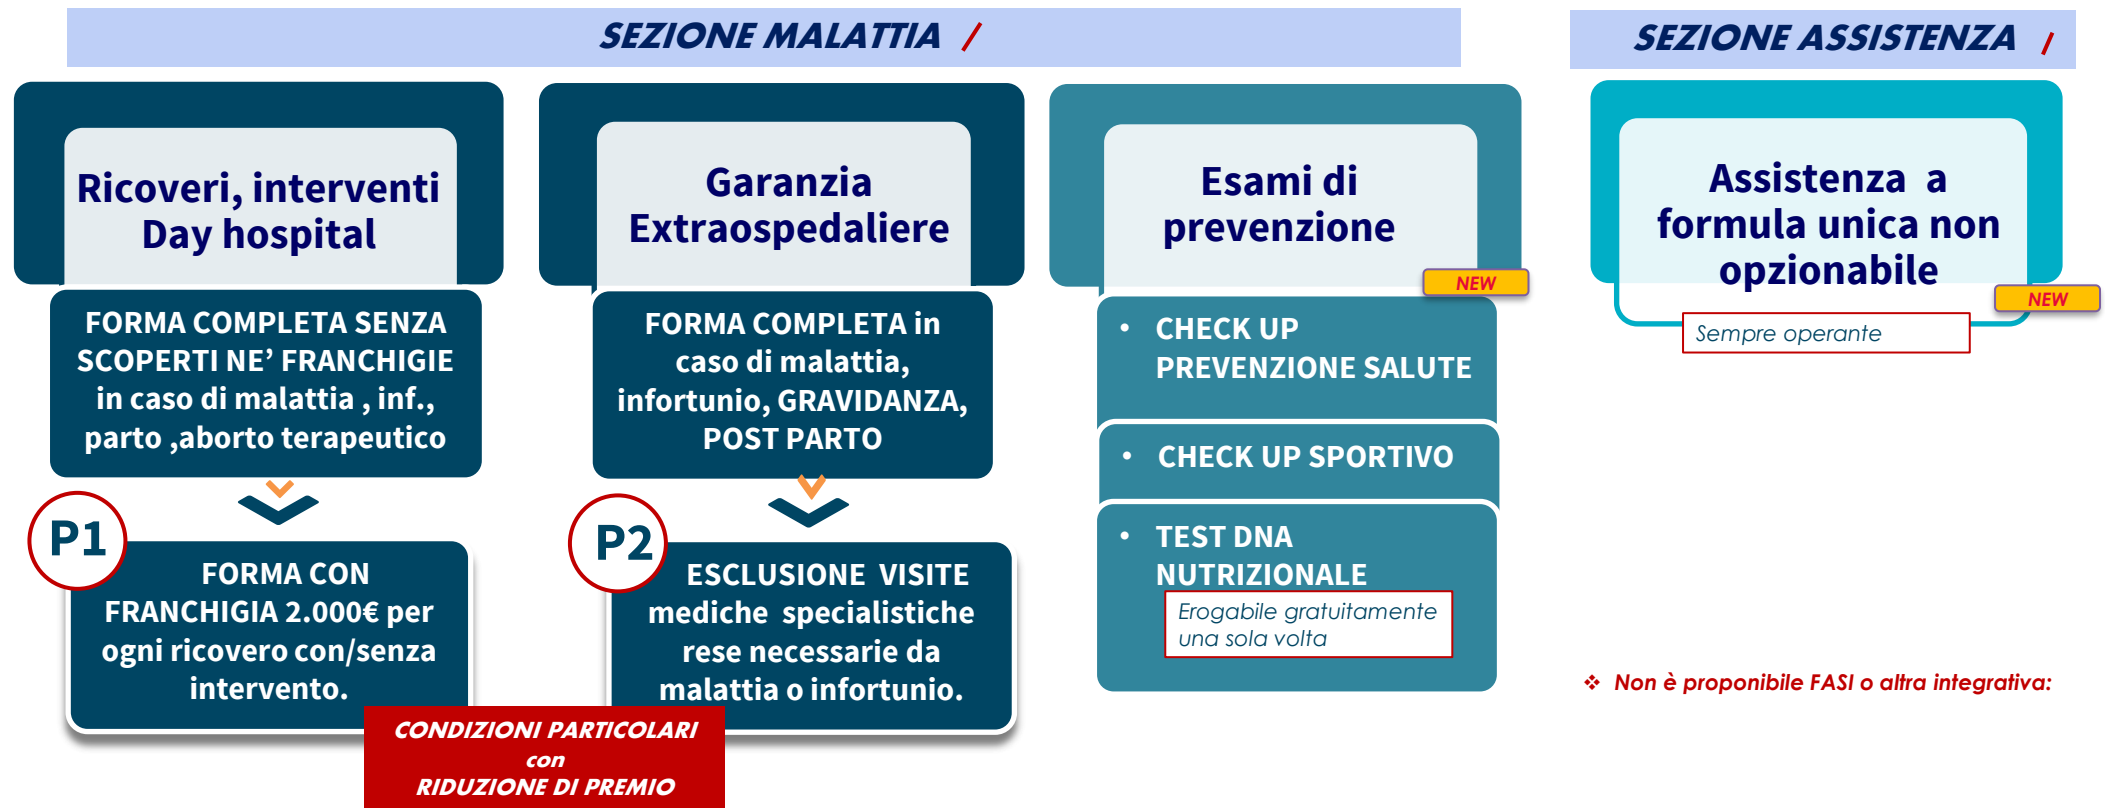 SEZIONE MALATTIA /
Ricoveri, interventi
Day hospital
FORMA COMPLETA SENZA
SCOPERTI NE’ FRANCHIGIE
in caso di malattia , inf.,
parto ,aborto terapeutico
P1
FORMA CON
FRANCHIGIA 2.000€ per
ogni ricovero con/senza
intervento.
Garanzia
Extraospedaliere
FORMA COMPLETA in
caso di malattia,
infortunio, GRAVIDANZA,
POST PARTO
P2
ESCLUSIONE VISITE
mediche specialistiche
rese necessarie da
malattia o infortunio.
CONDIZIONI PARTICOLARI
con
RIDUZIONE DI PREMIO
Esami di
prevenzione
NEW
• CHECK UP
PREVENZIONE SALUTE
• CHECK UP SPORTIVO
• TEST DNA
NUTRIZIONALE
Erogabile gratuitamente
una sola volta
SEZIONE ASSISTENZA /
Assistenza a
formula unica non
opzionabile
NEW
Sempre operante
❖ Non è proponibile FASI o altra integrativa: